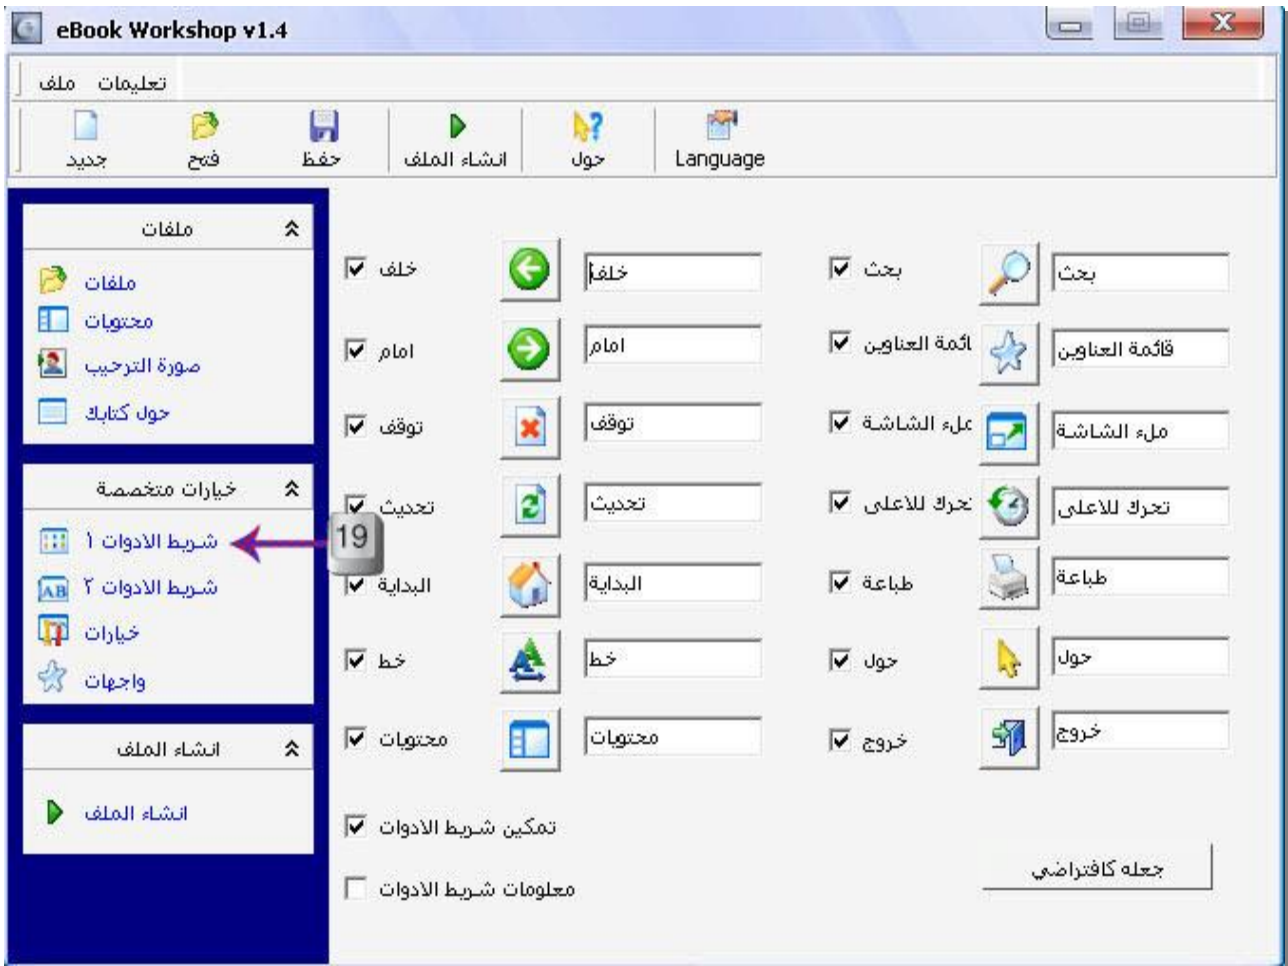 eBook Workshop v1.4
ملف تعليمات
جديد فتح حفظ انشاء الملف حول Language
ملفات
ملفات
محتويات
صورة الترحيب
حول كتابك
خيارات متخصصة
شريط الادوات ١
19
شريط الادوات ٢
خيارات
واجهات
انشاء الملف
انشاء الملف
خلف خلف بحث بحث
امام امام ائمة العناوين قائمة العناوين
توقف توقف ملء الشاشة ملء الشاشة
تحديث تحديث تحرك للاعلى تحرك للاعلى
البداية البداية طباعة طباعة
خط خط حول حول
محتويات محتويات خروج خروج
تمكين شريط الادوات
معلومات شريط الادوات
جعله كافتراضي